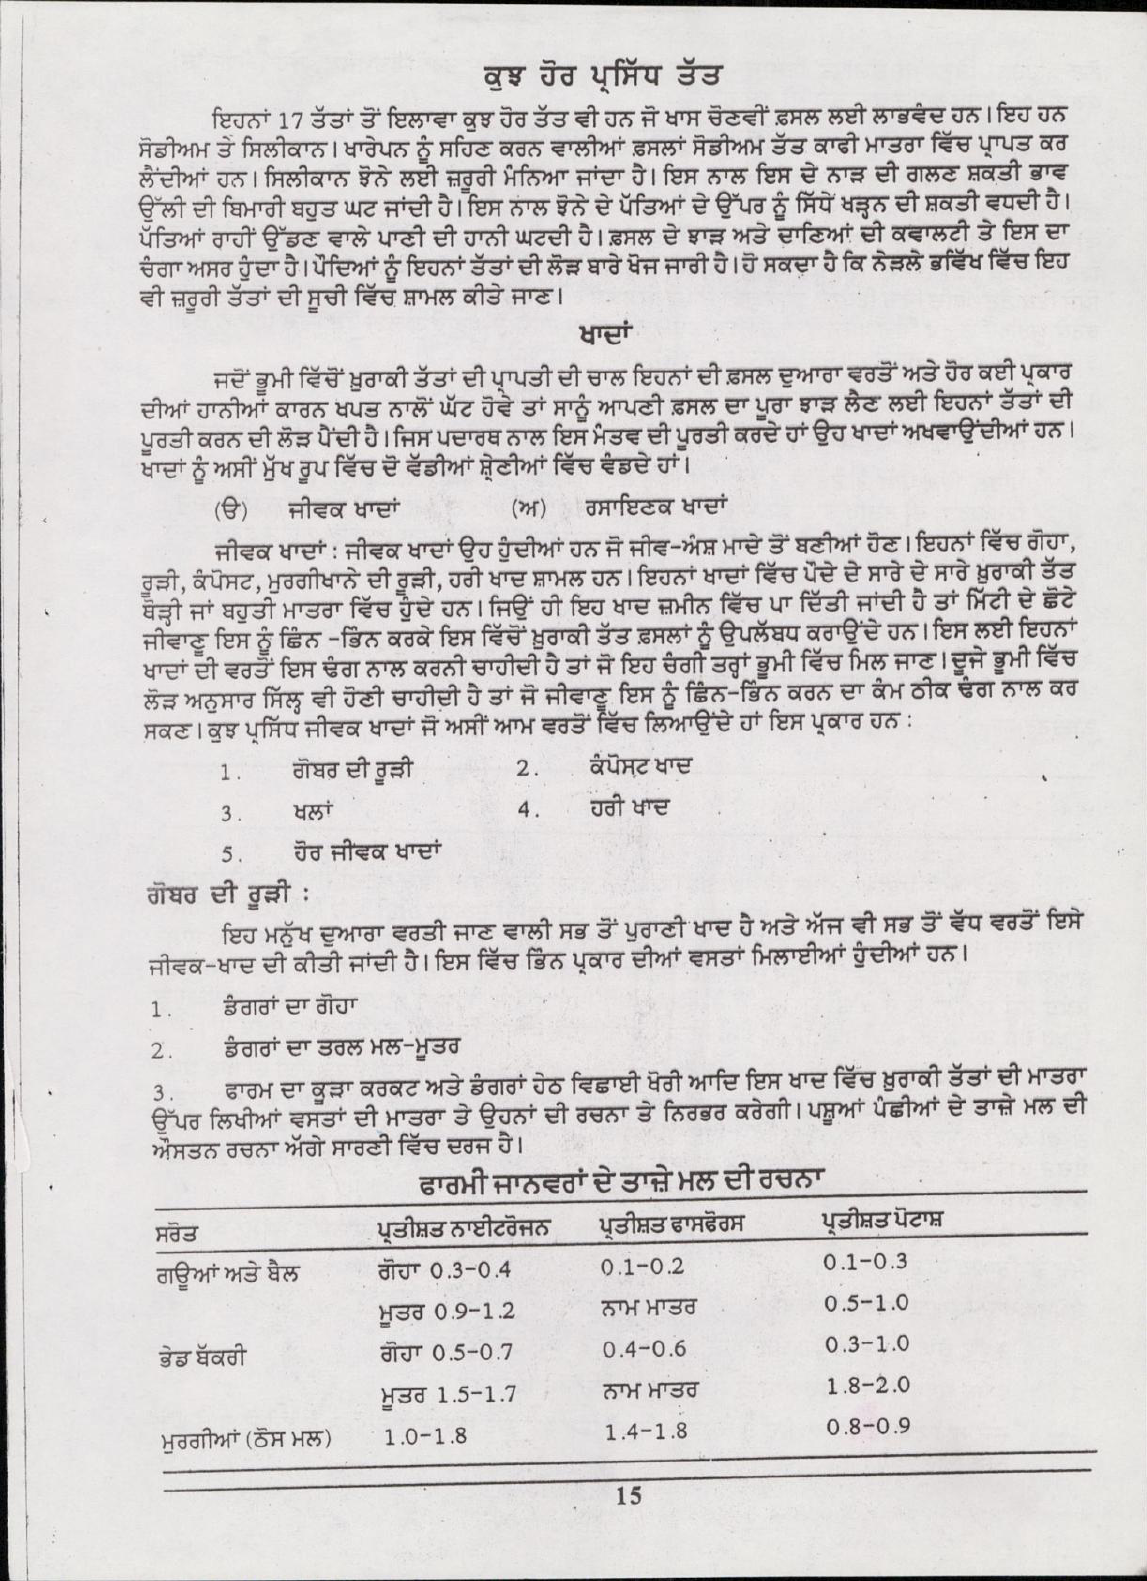 ਕੁਝ ਹੋਰ ਪ੍ਰਸਿੱਧ ਤੱਤ
ਇਹਨਾਂ 17 ਤੱਤਾਂ ਤੋਂ ਇਲਾਵਾ ਕੁਝ ਹੋਰ ਤੱਤ ਵੀ ਹਨ ਜੋ ਖਾਸ ਚੋਣਵੀਂ ਫ਼ਸਲ ਲਈ ਲਾਭਵੰਦ ਹਨ। ਇਹ ਹਨ
ਸੋਡੀਅਮ ਤੇ ਸਿਲੀਕਾਨ। ਖਾਰੇਪਨ ਨੂੰ ਸਹਿਣ ਕਰਨ ਵਾਲੀਆਂ ਫ਼ਸਲਾਂ ਸੋਡੀਅਮ ਤੱਤ ਕਾਫੀ ਮਾਤਰਾ ਵਿੱਚ ਪ੍ਰਾਪਤ ਕਰ
ਲੈਂਦੀਆਂ ਹਨ। ਸਿਲੀਕਾਨ ਝੋਨੇ ਲਈ ਜ਼ਰੂਰੀ ਮੰਨਿਆ ਜਾਂਦਾ ਹੈ। ਇਸ ਨਾਲ ਇਸ ਦੇ ਨਾੜ ਦੀ ਗਲਣ ਸ਼ਕਤੀ ਭਾਵ
ਉੱਲੀ ਦੀ ਬਿਮਾਰੀ ਬਹੁਤ ਘਟ ਜਾਂਦੀ ਹੈ। ਇਸ ਨਾਲ ਝੋਨੇ ਦੇ ਪੱਤਿਆਂ ਦੇ ਉੱਪਰ ਨੂੰ ਸਿੱਧੇ ਖੜ੍ਹਨ ਦੀ ਸ਼ਕਤੀ ਵਧਦੀ ਹੈ।
ਪੱਤਿਆਂ ਰਾਹੀਂ ਉੱਡਣ ਵਾਲੇ ਪਾਣੀ ਦੀ ਹਾਨੀ ਘਟਦੀ ਹੈ। ਫ਼ਸਲ ਦੇ ਝਾੜ ਅਤੇ ਦਾਣਿਆਂ ਦੀ ਕਵਾਲਟੀ ਤੇ ਇਸ ਦਾ
ਚੰਗਾ ਅਸਰ ਹੁੰਦਾ ਹੈ। ਪੌਦਿਆਂ ਨੂੰ ਇਹਨਾਂ ਤੱਤਾਂ ਦੀ ਲੋੜ ਬਾਰੇ ਖੋਜ ਜਾਰੀ ਹੈ। ਹੋ ਸਕਦਾ ਹੈ ਕਿ ਨੇੜਲੇ ਭਵਿੱਖ ਵਿੱਚ ਇਹ
ਵੀ ਜ਼ਰੂਰੀ ਤੱਤਾਂ ਦੀ ਸੂਚੀ ਵਿੱਚ ਸ਼ਾਮਲ ਕੀਤੇ ਜਾਣ।
ਖਾਦਾਂ
ਜਦੋਂ ਭੂਮੀ ਵਿੱਚੋਂ ਖ਼ੁਰਾਕੀ ਤੱਤਾਂ ਦੀ ਪ੍ਰਾਪਤੀ ਦੀ ਚਾਲ ਇਹਨਾਂ ਦੀ ਫ਼ਸਲ ਦੁਆਰਾ ਵਰਤੋਂ ਅਤੇ ਹੋਰ ਕਈ ਪ੍ਰਕਾਰ
ਦੀਆਂ ਹਾਨੀਆਂ ਕਾਰਨ ਖਪਤ ਨਾਲੋਂ ਘੱਟ ਹੋਵੇ ਤਾਂ ਸਾਨੂੰ ਆਪਣੀ ਫ਼ਸਲ ਦਾ ਪੂਰਾ ਝਾੜ ਲੈਣ ਲਈ ਇਹਨਾਂ ਤੱਤਾਂ ਦੀ
ਪੂਰਤੀ ਕਰਨ ਦੀ ਲੋੜ ਪੈਂਦੀ ਹੈ। ਜਿਸ ਪਦਾਰਥ ਨਾਲ ਇਸ ਮੰਤਵ ਦੀ ਪੂਰਤੀ ਕਰਦੇ ਹਾਂ ਉਹ ਖਾਦਾਂ ਅਖਵਾਉਂਦੀਆਂ ਹਨ।
ਖਾਦਾਂ ਨੂੰ ਅਸੀਂ ਮੁੱਖ ਰੂਪ ਵਿੱਚ ਦੋ ਵੱਡੀਆਂ ਸ਼੍ਰੇਣੀਆਂ ਵਿੱਚ ਵੰਡਦੇ ਹਾਂ।
(ੳ) ਜੀਵਕ ਖਾਦਾਂ (ਅ) ਰਸਾਇਣਕ ਖਾਦਾਂ
ਜੀਵਕ ਖਾਦਾਂ : ਜੀਵਕ ਖਾਦਾਂ ਉਹ ਹੁੰਦੀਆਂ ਹਨ ਜੋ ਜੀਵ-ਅੰਸ਼ ਮਾਦੇ ਤੋਂ ਬਣੀਆਂ ਹੋਣ। ਇਹਨਾਂ ਵਿੱਚ ਗੋਹਾ,
ਰੂੜੀ, ਕੰਪੋਸਟ, ਮੁਰਗੀਖਾਨੇ ਦੀ ਰੂੜੀ, ਹਰੀ ਖਾਦ ਸ਼ਾਮਲ ਹਨ। ਇਹਨਾਂ ਖਾਦਾਂ ਵਿੱਚ ਪੌਦੇ ਦੇ ਸਾਰੇ ਦੇ ਸਾਰੇ ਖ਼ੁਰਾਕੀ ਤੱਤ
ਥੋੜ੍ਹੀ ਜਾਂ ਬਹੁਤੀ ਮਾਤਰਾ ਵਿੱਚ ਹੁੰਦੇ ਹਨ। ਜਿਉਂ ਹੀ ਇਹ ਖਾਦ ਜ਼ਮੀਨ ਵਿੱਚ ਪਾ ਦਿੱਤੀ ਜਾਂਦੀ ਹੈ ਤਾਂ ਮਿੱਟੀ ਦੇ ਛੋਟੇ
ਜੀਵਾਣੂ ਇਸ ਨੂੰ ਛਿੰਨ -ਭਿੰਨ ਕਰਕੇ ਇਸ ਵਿੱਚੋਂ ਖ਼ੁਰਾਕੀ ਤੱਤ ਫ਼ਸਲਾਂ ਨੂੰ ਉਪਲੱਬਧ ਕਰਾਉਂਦੇ ਹਨ। ਇਸ ਲਈ ਇਹਨਾਂ
ਖਾਦਾਂ ਦੀ ਵਰਤੋਂ ਇਸ ਢੰਗ ਨਾਲ ਕਰਨੀ ਚਾਹੀਦੀ ਹੈ ਤਾਂ ਜੋ ਇਹ ਚੰਗੀ ਤਰ੍ਹਾਂ ਭੂਮੀ ਵਿੱਚ ਮਿਲ ਜਾਣ। ਦੂਜੇ ਭੂਮੀ ਵਿੱਚ
ਲੋੜ ਅਨੁਸਾਰ ਸਿੱਲ੍ਹ ਵੀ ਹੋਣੀ ਚਾਹੀਦੀ ਹੈ ਤਾਂ ਜੋ ਜੀਵਾਣੂ ਇਸ ਨੂੰ ਛਿੰਨ-ਭਿੰਨ ਕਰਨ ਦਾ ਕੰਮ ਠੀਕ ਢੰਗ ਨਾਲ ਕਰ
ਸਕਣ। ਕੁਝ ਪ੍ਰਸਿੱਧ ਜੀਵਕ ਖਾਦਾਂ ਜੋ ਅਸੀਂ ਆਮ ਵਰਤੋਂ ਵਿੱਚ ਲਿਆਉਂਦੇ ਹਾਂ ਇਸ ਪ੍ਰਕਾਰ ਹਨ :
1. ਗੋਬਰ ਦੀ ਰੂੜੀ 2. ਕੰਪੋਸਟ ਖਾਦ
3. ਖਲਾਂ 4. ਹਰੀ ਖਾਦ
5. ਹੋਰ ਜੀਵਕ ਖਾਦਾਂ
ਗੋਬਰ ਦੀ ਰੂੜੀ :
ਇਹ ਮਨੁੱਖ ਦੁਆਰਾ ਵਰਤੀ ਜਾਣ ਵਾਲੀ ਸਭ ਤੋਂ ਪੁਰਾਣੀ ਖਾਦ ਹੈ ਅਤੇ ਅੱਜ ਵੀ ਸਭ ਤੋਂ ਵੱਧ ਵਰਤੋਂ ਇਸੇ
ਜੀਵਕ-ਖਾਦ ਦੀ ਕੀਤੀ ਜਾਂਦੀ ਹੈ। ਇਸ ਵਿੱਚ ਭਿੰਨ ਪ੍ਰਕਾਰ ਦੀਆਂ ਵਸਤਾਂ ਮਿਲਾਈਆਂ ਹੁੰਦੀਆਂ ਹਨ।
1. ਡੰਗਰਾਂ ਦਾ ਗੋਹਾ
2. ਡੰਗਰਾਂ ਦਾ ਤਰਲ ਮਲ-ਮੂਤਰ
3. ਫਾਰਮ ਦਾ ਕੂੜਾ ਕਰਕਟ ਅਤੇ ਡੰਗਰਾਂ ਹੇਠ ਵਿਛਾਈ ਖੋਰੀ ਆਦਿ ਇਸ ਖਾਦ ਵਿੱਚ ਖ਼ੁਰਾਕੀ ਤੱਤਾਂ ਦੀ ਮਾਤਰਾ
ਉੱਪਰ ਲਿਖੀਆਂ ਵਸਤਾਂ ਦੀ ਮਾਤਰਾ ਤੇ ਉਹਨਾਂ ਦੀ ਰਚਨਾ ਤੇ ਨਿਰਭਰ ਕਰੇਗੀ। ਪਸ਼ੂਆਂ ਪੰਛੀਆਂ ਦੇ ਤਾਜ਼ੇ ਮਲ ਦੀ
ਔਸਤਨ ਰਚਨਾ ਅੱਗੇ ਸਾਰਣੀ ਵਿੱਚ ਦਰਜ ਹੈ।
ਫਾਰਮੀ ਜਾਨਵਰਾਂ ਦੇ ਤਾਜ਼ੇ ਮਲ ਦੀ ਰਚਨਾ
ਸਰੋਤ ਪ੍ਰਤੀਸ਼ਤ ਨਾਈਟਰੋਜਨ ਪ੍ਰਤੀਸ਼ਤ ਫਾਸਫੋਰਸ ਪ੍ਰਤੀਸ਼ਤ ਪੋਟਾਸ਼
ਗਊਆਂ ਅਤੇ ਬੈਲ ਗੋਹਾ 0.3-0.4 0.1-0.2 0.1-0.3
ਮੂਤਰ 0.9-1.2 ਨਾਮ ਮਾਤਰ 0.5-1.0
ਭੇਡ ਬੱਕਰੀ ਗੋਹਾ 0.5-0.7 0.4-0.6 0.3-1.0
ਮੂਤਰ 1.5-1.7 ਨਾਮ ਮਾਤਰ 1.8-2.0
ਮੁਰਗੀਆਂ (ਠੋਸ ਮਲ) 1.0-1.8 1.4-1.8 0.8-0.9
15